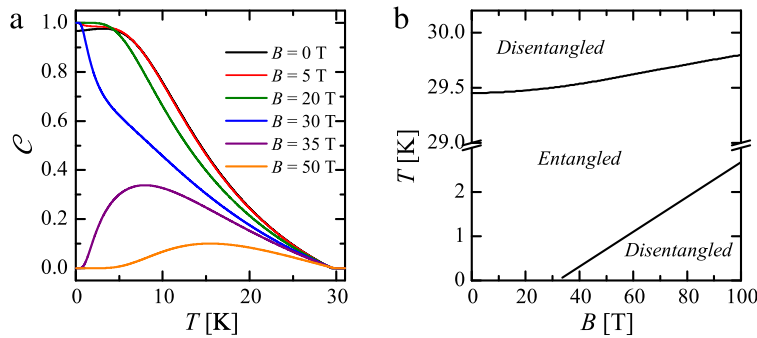 a
1.0
0.8
0.6
0.4
0.2
0.0
𝒞
B = 0 T
B = 5 T
B = 20 T
B = 30 T
B = 35 T
B = 50 T
0 10 20 30
T [K]
b
30.2
29.5
29.0
2
1
0
T [K]
Disentangled
Entangled
Disentangled
0 20 40 60 80 100
B [T]